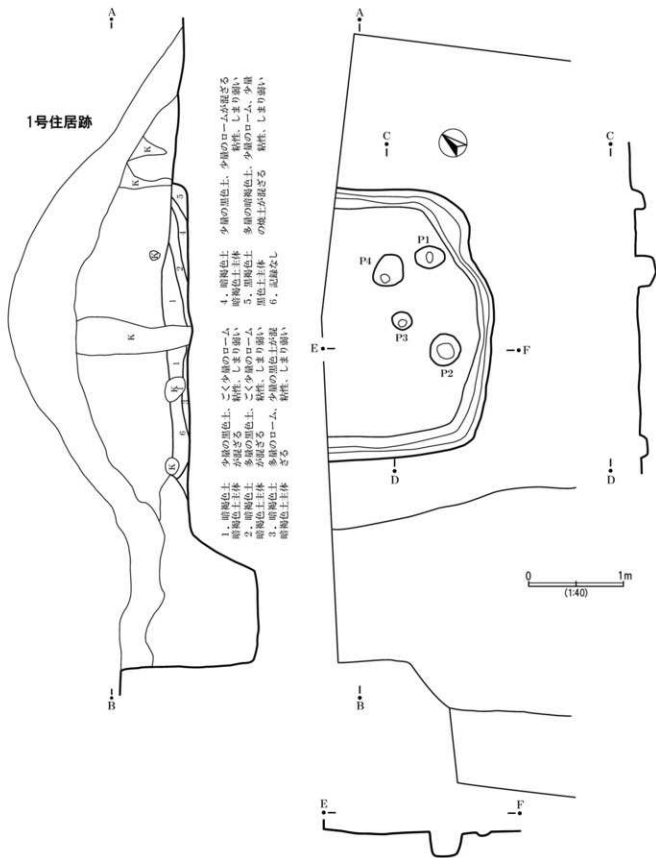 1号住居跡
A
A
C
C
K
K
K
K
K
K
5
4
2
1
1
3
6
P1
P4
P3
P2
E
F
D
D
B
B
E
F
0
1m
(1:40)
1. 暗褐色土 少量の黒色土、ごく少量のローム
暗褐色土主体 が混ざる 粘性、しまり弱い
2. 暗褐色土 多量の黒色土、ごく少量のローム
暗褐色土主体 が混ざる 粘性、しまり弱い
3. 暗褐色土 多量のローム、少量の黒色土が混
暗褐色土主体 ざる 粘性、しまり弱い
4. 暗褐色土 少量の黒色土、少量のロームが混ざる
暗褐色土主体 粘性、しまり弱い
5. 黒褐色土 多量の暗褐色土、少量のローム、少量
黒色土主体 の焼土が混ざる 粘性、しまり弱い
6. 記録なし